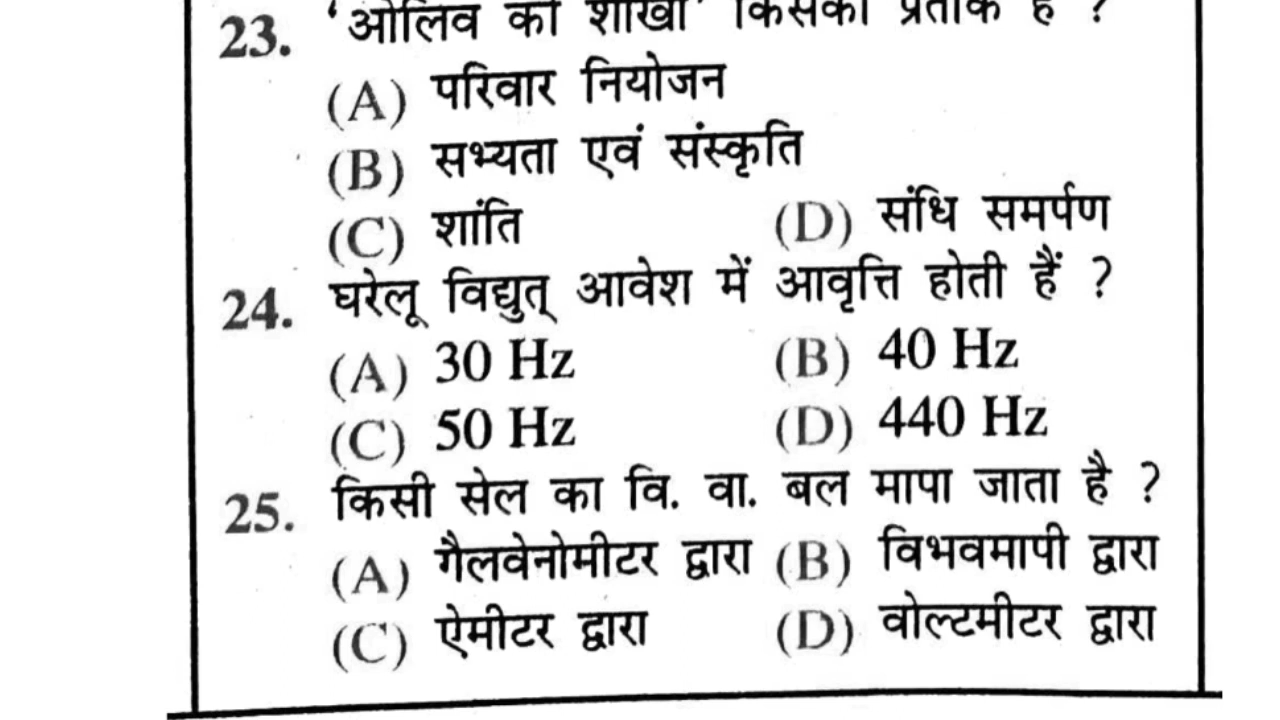 23. 'ओलिव की शाखा' किसका प्रतीक है ?
(A) परिवार नियोजन
(B) सभ्यता एवं संस्कृति
(C) शांति (D) संधि समर्पण
24. घरेलू विद्युत् आवेश में आवृत्ति होती हैं ?
(A) 30 Hz (B) 40 Hz
(C) 50 Hz (D) 440 Hz
25. किसी सेल का वि. वा. बल मापा जाता है ?
(A) गैलवेनोमीटर द्वारा (B) विभवमापी द्वारा
(C) ऐमीटर द्वारा (D) वोल्टमीटर द्वारा